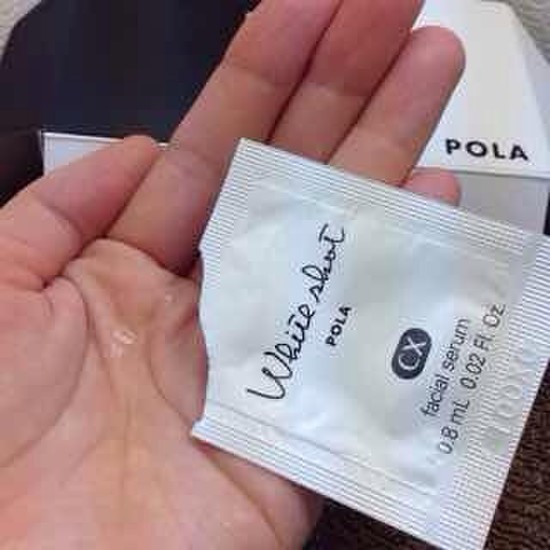 POLA
White shot
POLA
CX
facial serum
0.8 mL 0.02 Fl. Oz.